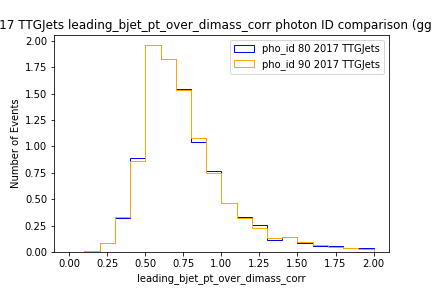 17 TTGJets leading_bjet_pt_over_dimass_corr photon ID comparison (gg
2.00
1.75
1.50
1.25
1.00
0.75
0.50
0.25
0.00
Number of Events
pho_id 80 2017 TTGJets
pho_id 90 2017 TTGJets
0.00 0.25 0.50 0.75 1.00 1.25 1.50 1.75 2.00
leading_bjet_pt_over_dimass_corr